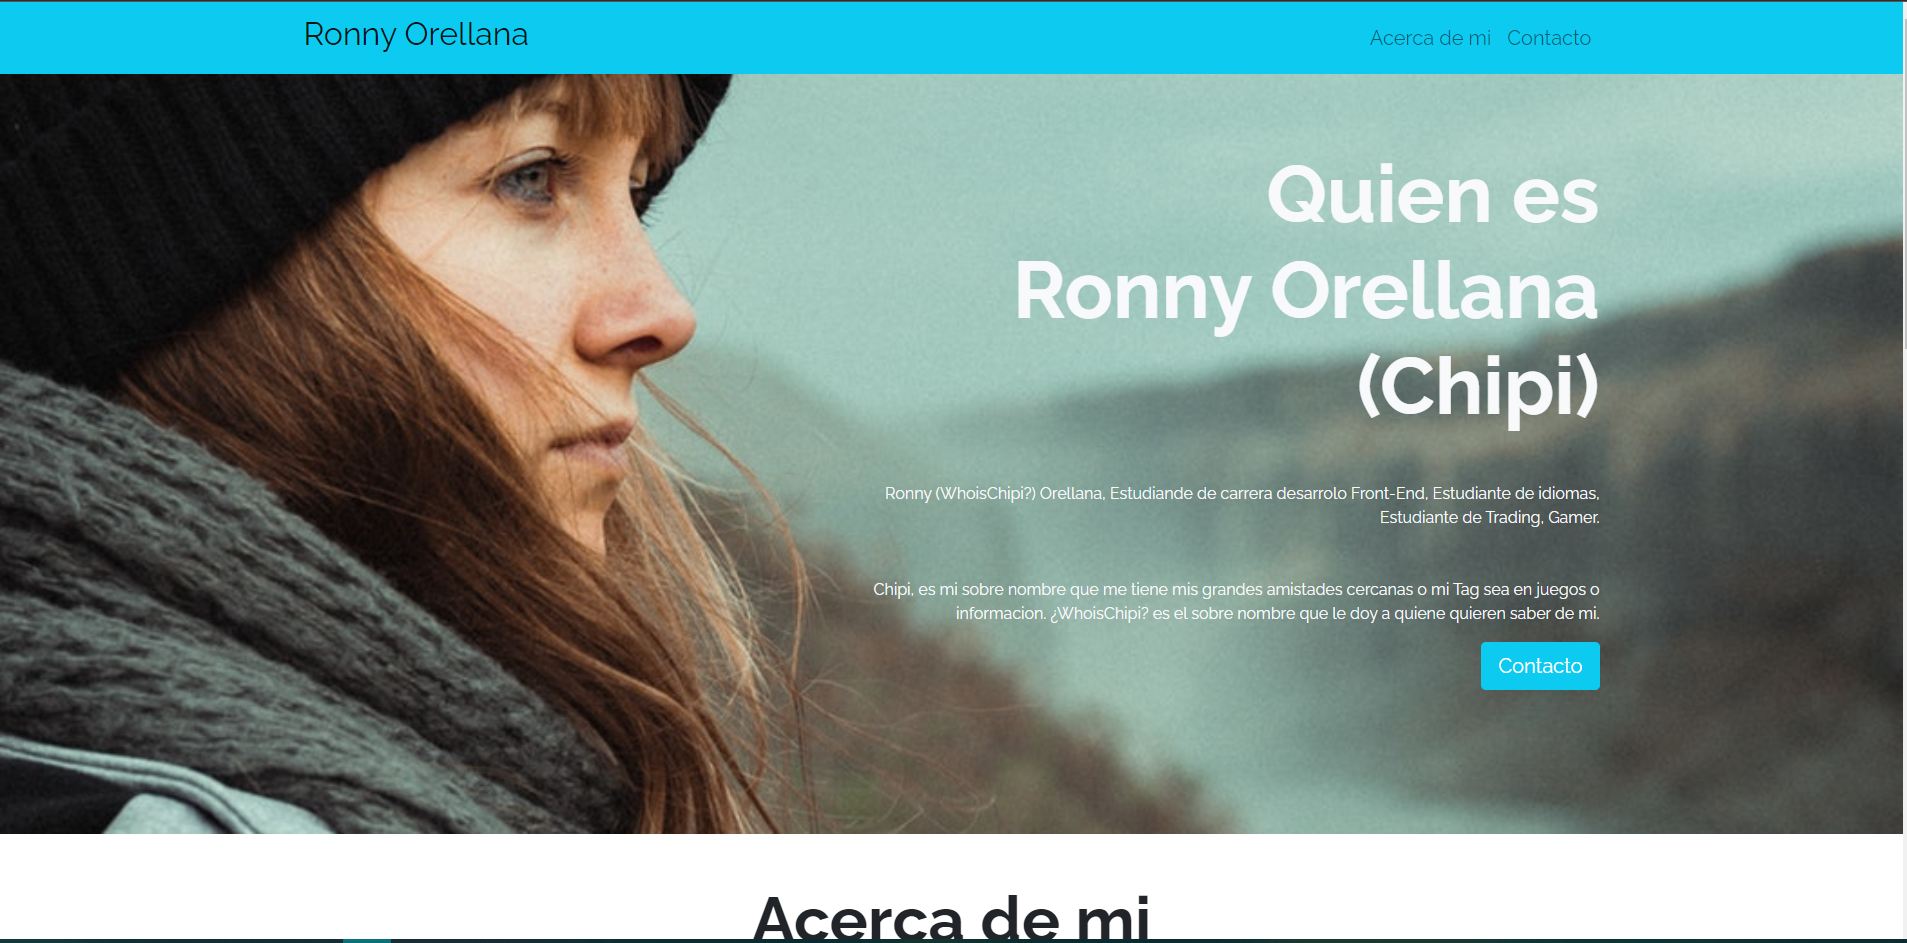 Ronny Orellana
Acerca de mi Contacto
Quien es
Ronny Orellana
(Chipi)
Ronny (WhoisChipi?) Orellana, Estudiande de carrera desarrolo Front-End, Estudiante de idiomas,
Estudiante de Trading, Gamer.
Chipi, es mi sobre nombre que me tiene mis grandes amistades cercanas o mi Tag sea en juegos o
informacion. ¿WhoisChipi? es el sobre nombre que le doy a quiene quieren saber de mi.
Contacto
Acerca de mi